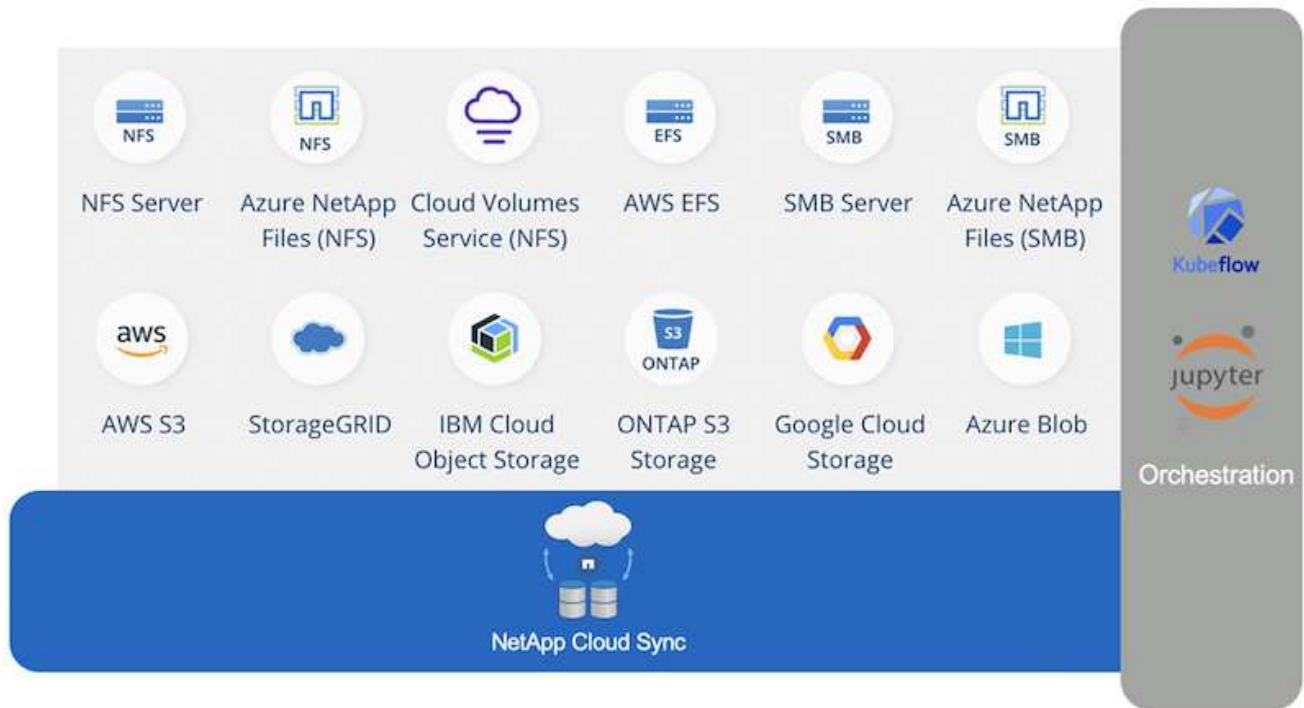 NFS
NFS
EFS
SMB
SMB
NFS Server
Azure NetApp
Files (NFS)
Cloud Volumes
Service (NFS)
AWS EFS
SMB Server
Azure NetApp
Files (SMB)
aws
S3
ONTAP
AWS S3
StorageGRID
IBM Cloud
Object Storage
ONTAP S3
Storage
Google Cloud
Storage
Azure Blob
NetApp Cloud Sync
Kubeflow
jupyter
Orchestration